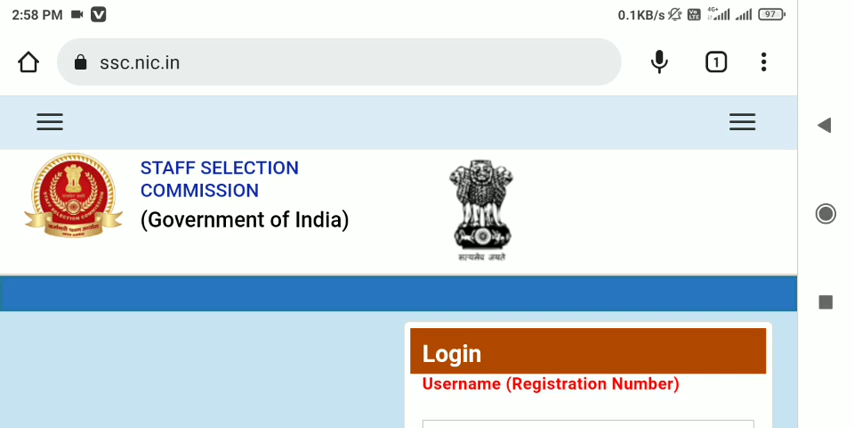 2:58 PM
0.1KB/s 4G+ 97
ssc.nic.in
1
STAFF SELECTION
COMMISSION
(Government of India)
सत्यमेव जयते
Login
Username (Registration Number)